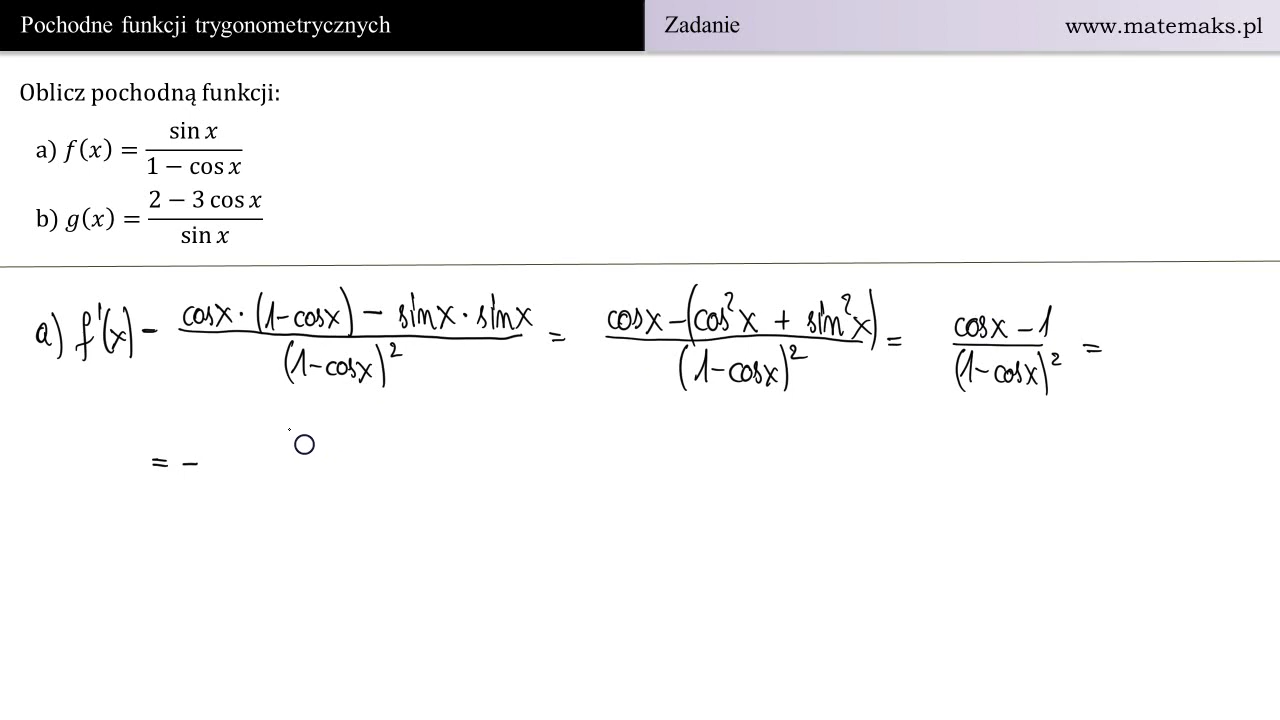 Pochodne funkcji trygonometrycznych
Zadanie
www.matemaks.pl
Oblicz pochodną funkcji:
a) f(x) = sin x / 1 − cos x
b) g(x) = 2 − 3 cos x / sin x
a) f'(x) − cosx · (1−cosx) − sinx · sinx / (1−cosx)² = cosx −(cos²x + sin²x) / (1−cosx)² = cosx −1 / (1−cosx)² =
= −